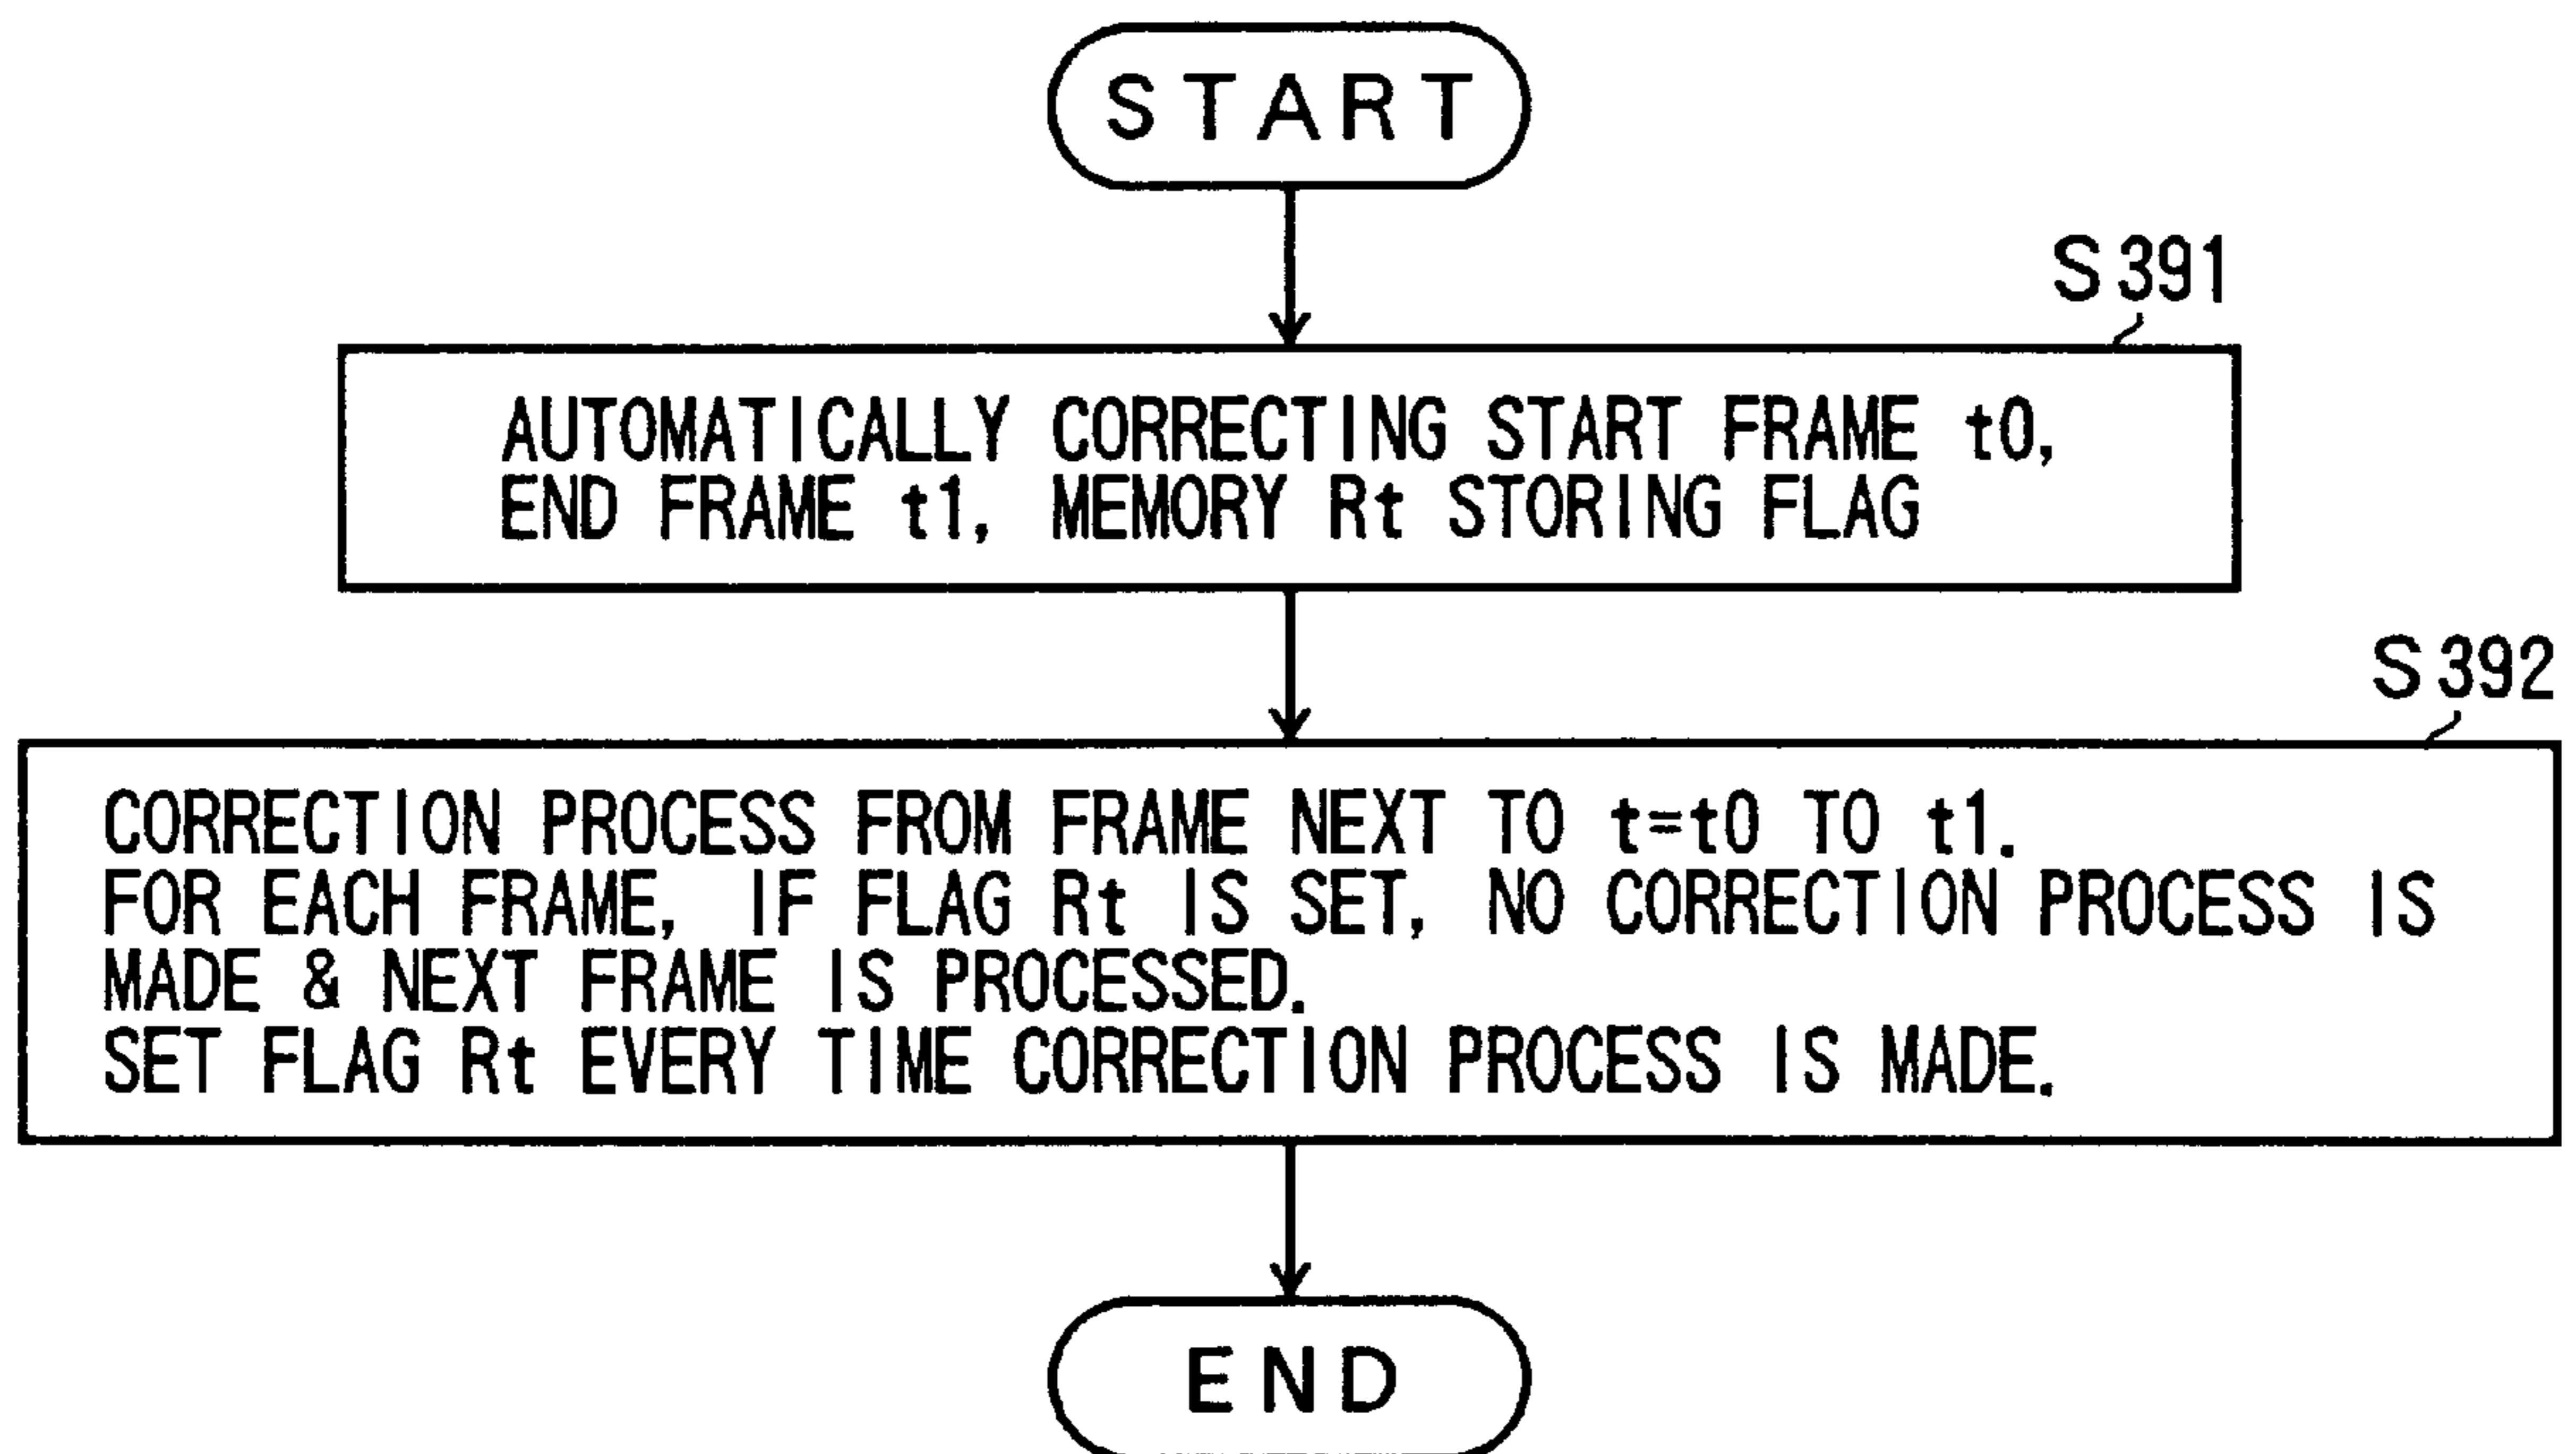 START
S391
AUTOMATICALLY CORRECTING START FRAME t0,
END FRAME t1, MEMORY Rt STORING FLAG
S392
CORRECTION PROCESS FROM FRAME NEXT TO t=t0 TO t1.
FOR EACH FRAME, IF FLAG Rt IS SET, NO CORRECTION PROCESS IS
MADE & NEXT FRAME IS PROCESSED.
SET FLAG Rt EVERY TIME CORRECTION PROCESS IS MADE.
END